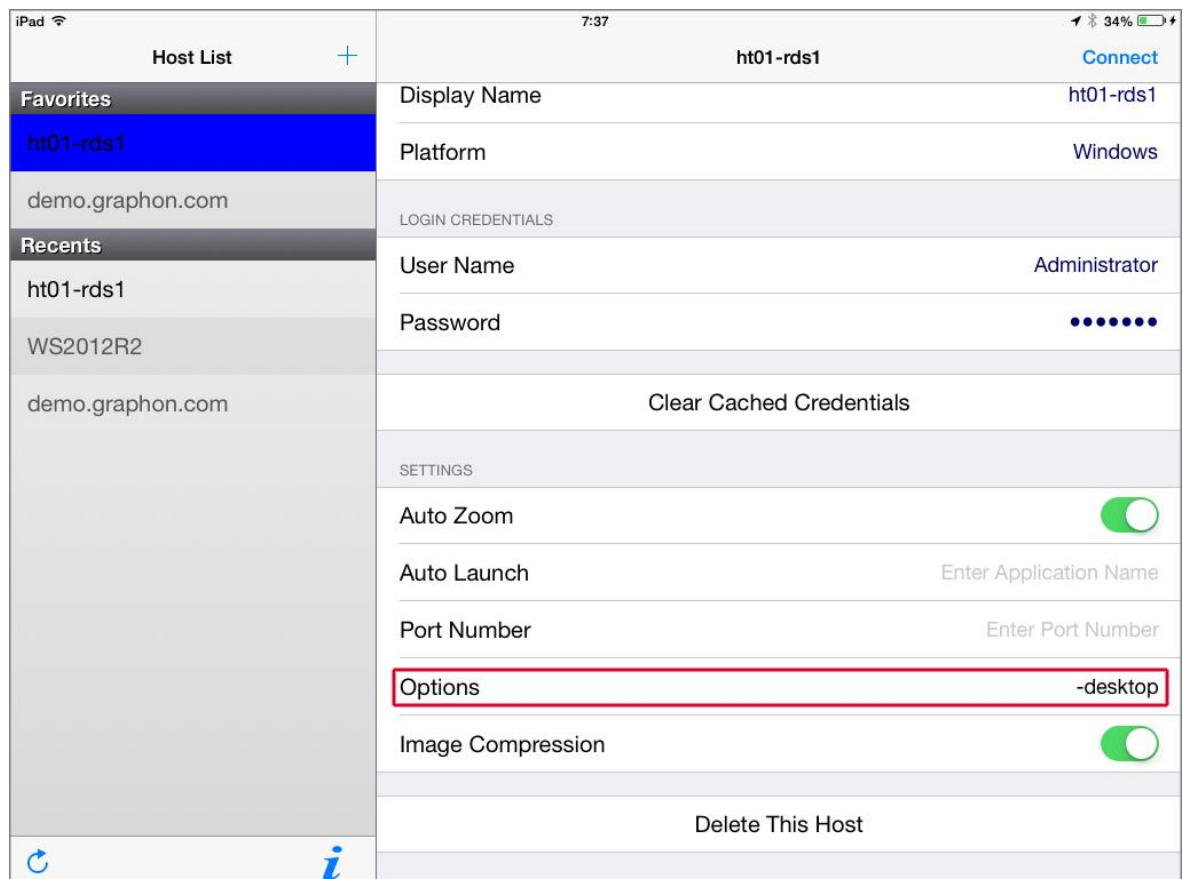 iPad 7:37 34%
Host List + ht01-rds1 Connect
Favorites
ht01-rds1
demo.graphon.com
Recents
ht01-rds1
WS2012R2
demo.graphon.com
Display Name ht01-rds1
Platform Windows
LOGIN CREDENTIALS
User Name Administrator
Password •••••••
Clear Cached Credentials
SETTINGS
Auto Zoom
Auto Launch Enter Application Name
Port Number Enter Port Number
Options -desktop
Image Compression
Delete This Host
i